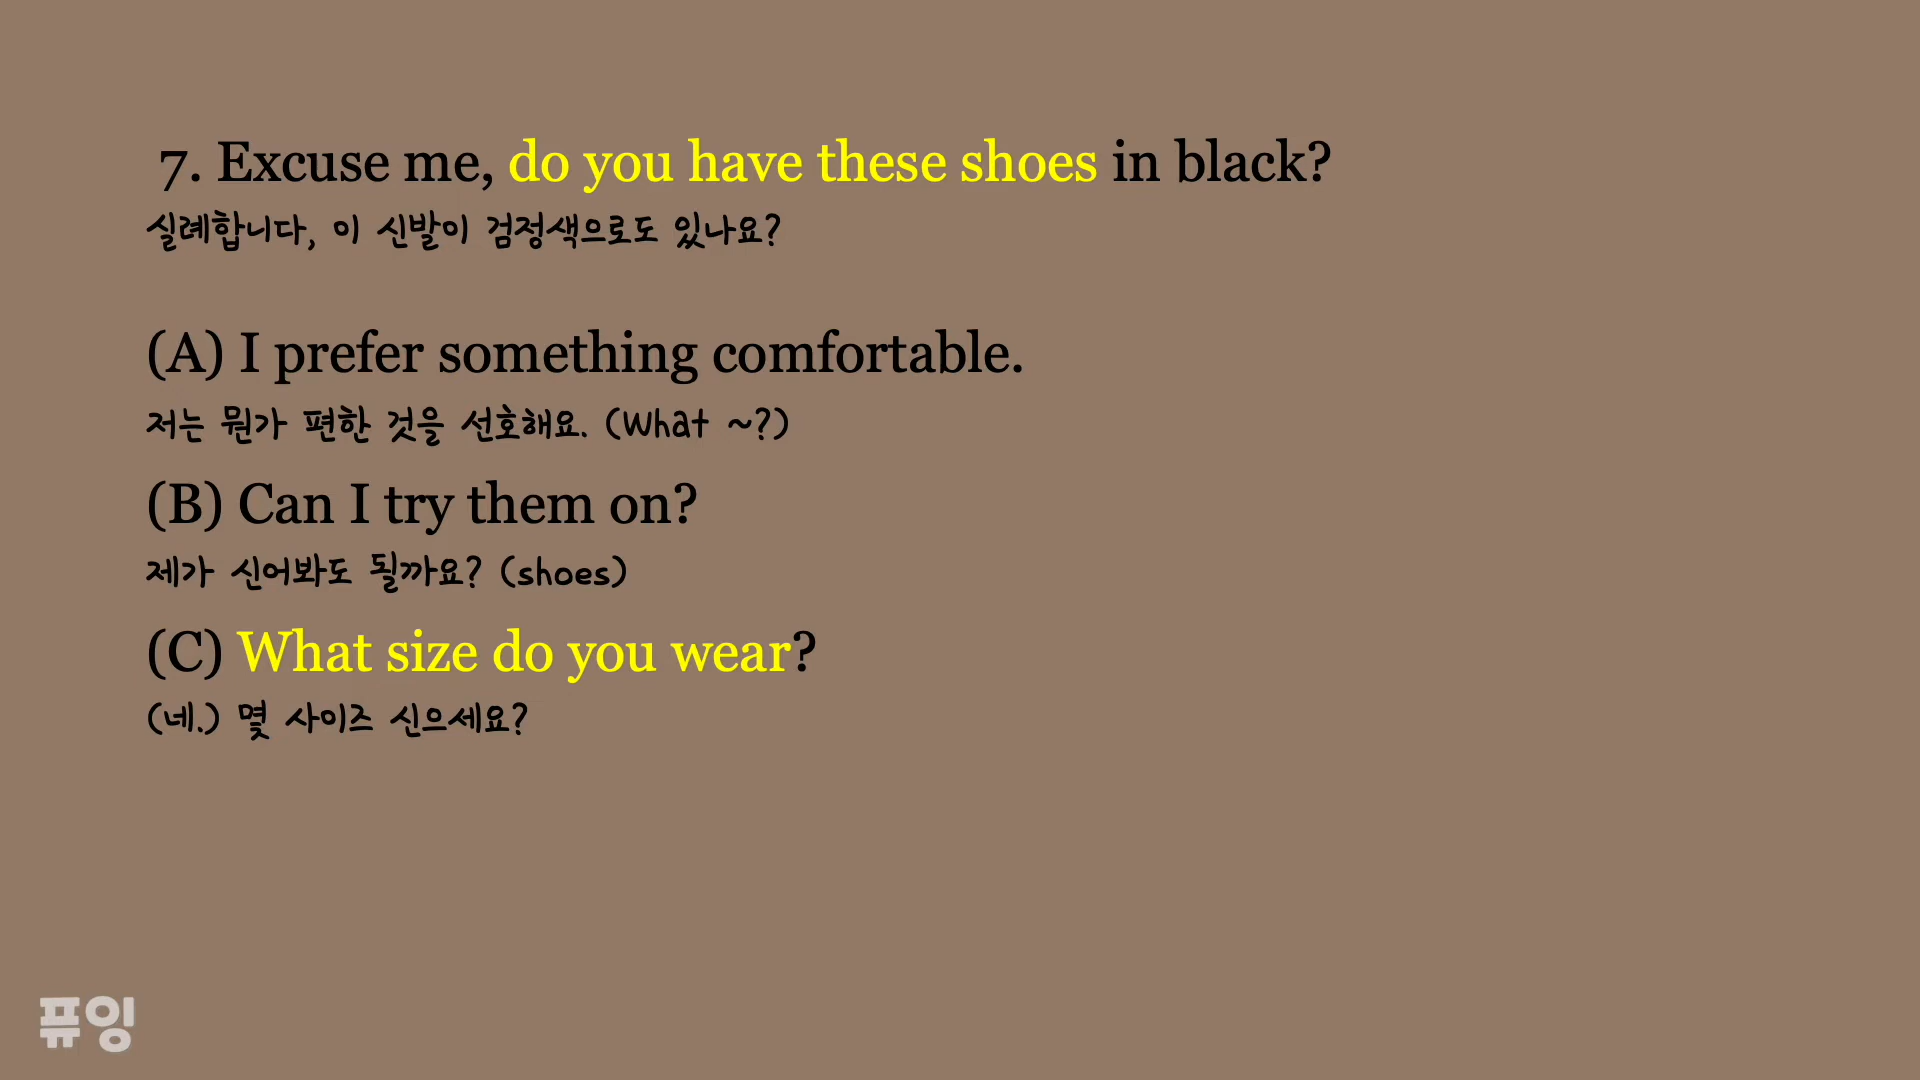 7. Excuse me, do you have these shoes in black?
실례합니다, 이 신발이 검정색으로도 있나요?
(A) I prefer something comfortable.
저는 뭔가 편한 것을 선호해요. (What ~?)
(B) Can I try them on?
제가 신어봐도 될까요? (shoes)
(C) What size do you wear?
(네.) 몇 사이즈 신으세요?
퓨잉